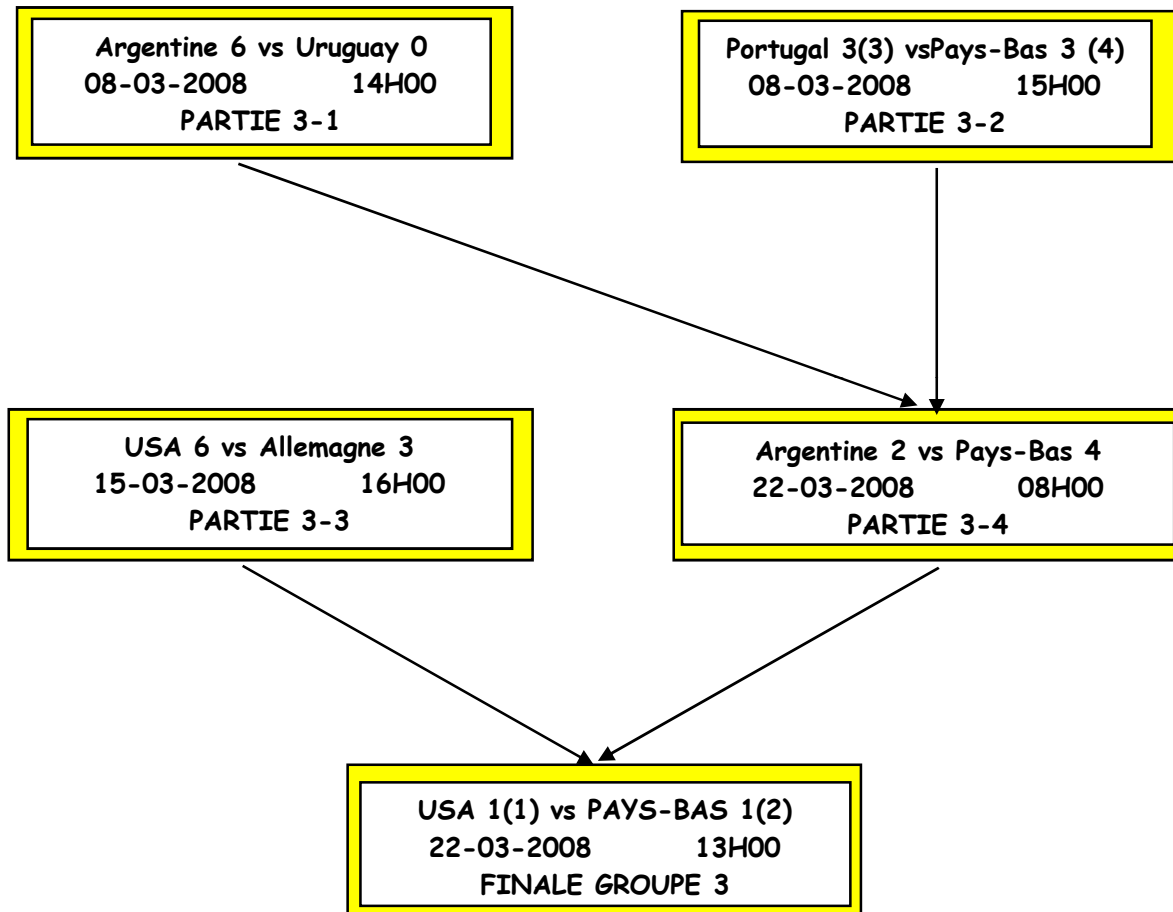 Argentine 6 vs Uruguay 0
08-03-2008 14H00
PARTIE 3-1
Portugal 3(3) vsPays-Bas 3 (4)
08-03-2008 15H00
PARTIE 3-2
USA 6 vs Allemagne 3
15-03-2008 16H00
PARTIE 3-3
Argentine 2 vs Pays-Bas 4
22-03-2008 08H00
PARTIE 3-4
USA 1(1) vs PAYS-BAS 1(2)
22-03-2008 13H00
FINALE GROUPE 3